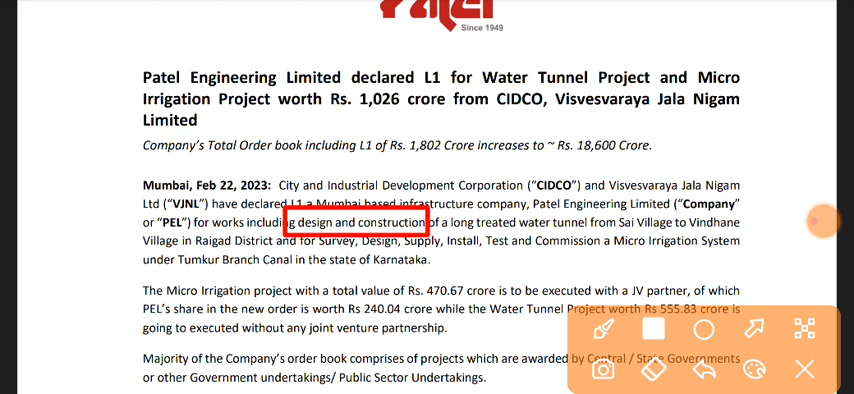 Patel
Since 1949
Patel Engineering Limited declared L1 for Water Tunnel Project and Micro
Irrigation Project worth Rs. 1,026 crore from CIDCO, Visvesvaraya Jala Nigam
Limited
Company's Total Order book including L1 of Rs. 1,802 Crore increases to ~ Rs. 18,600 Crore.
Mumbai, Feb 22, 2023: City and Industrial Development Corporation ("CIDCO") and Visvesvaraya Jala Nigam
Ltd ("VJNL") have declared L1 a Mumbai based infrastructure company, Patel Engineering Limited ("Company"
or "PEL") for works including design and construction of a long treated water tunnel from Sai Village to Vindhane
Village in Raigad District and for Survey, Design, Supply, Install, Test and Commission a Micro Irrigation System
under Tumkur Branch Canal in the state of Karnataka.
The Micro Irrigation project with a total value of Rs. 470.67 crore is to be executed with a JV partner, of which
PEL's share in the new order is worth Rs 240.04 crore while the Water Tunnel Project worth Rs 555.83 crore is
going to executed without any joint venture partnership.
Majority of the Company's order book comprises of projects which are awarded by Central / State Governments
or other Government undertakings/ Public Sector Undertakings.